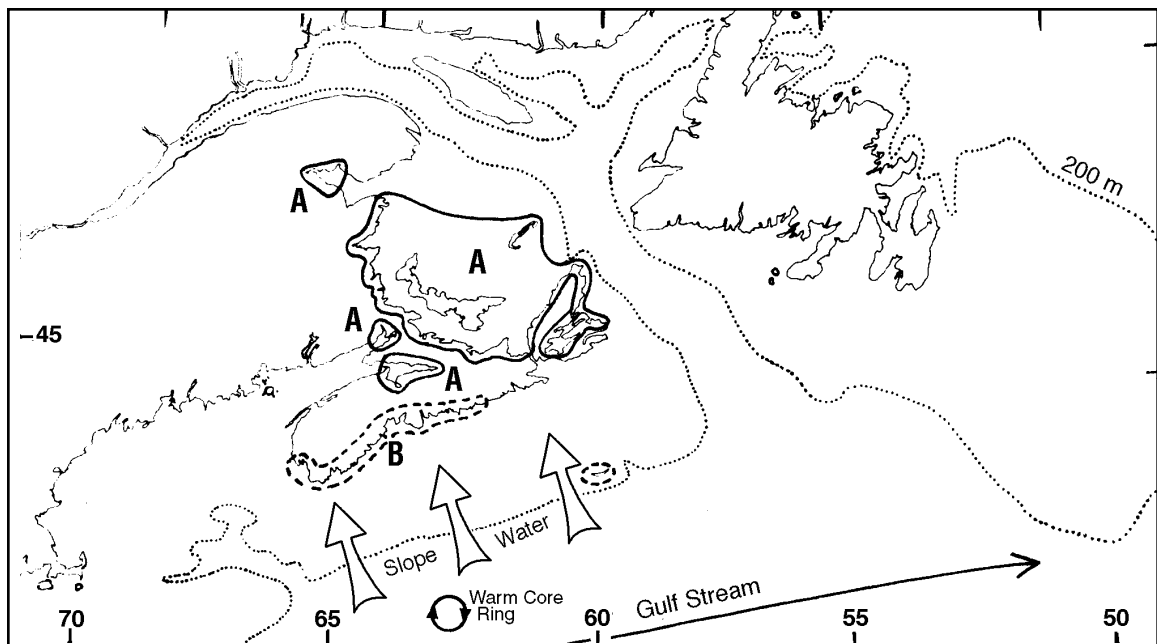 200 m
A
A
A
–45
A
B
Slope Water
Warm Core
Ring
Gulf Stream
70 65 60 55 50